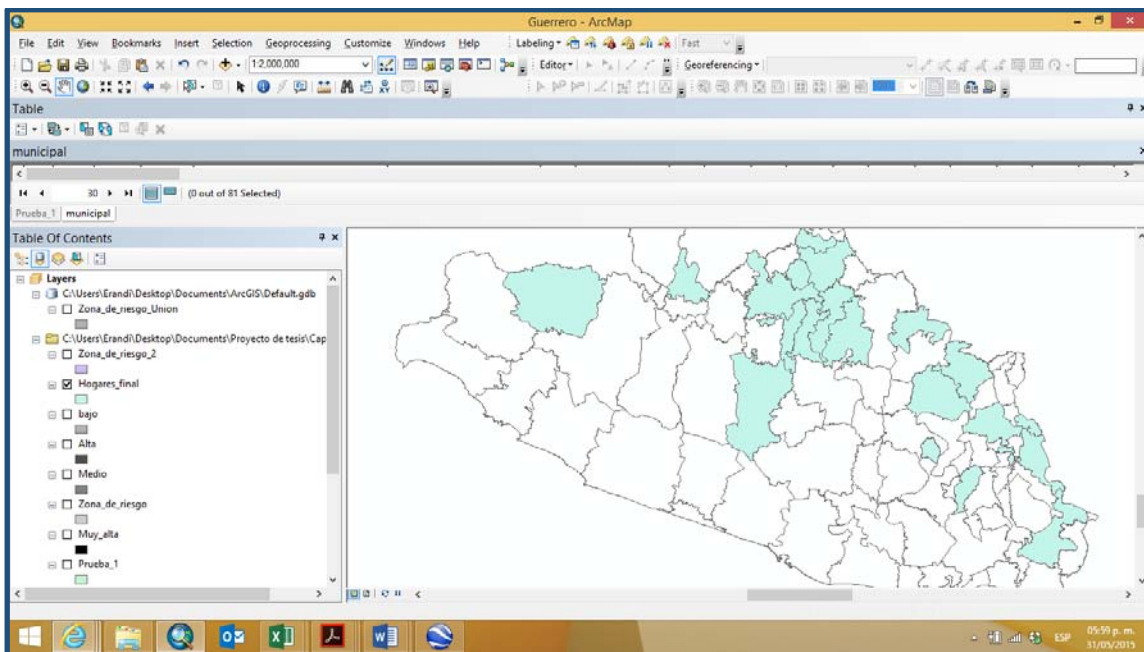 Guerrero - ArcMap
File Edit View Bookmarks Insert Selection Geoprocessing Customize Windows Help Labeling Fast
1:2,000,000 Editor Georeferencing
Table
municipal
30 (0 out of 81 Selected)
Prueba_1 municipal
Table Of Contents
Layers
C:\Users\Erandi\Desktop\Documents\ArcGIS\Default.gdb
Zona_de_riesgo_Union
C:\Users\Erandi\Desktop\Documents\Proyecto de tesis\Cap
Zona_de_riesgo_2
Hogares_final
bajo
Alta
Medio
Zona_de_riesgo
Muy_alta
Prueba_1
ESP 05:59 p. m.
31/05/2015